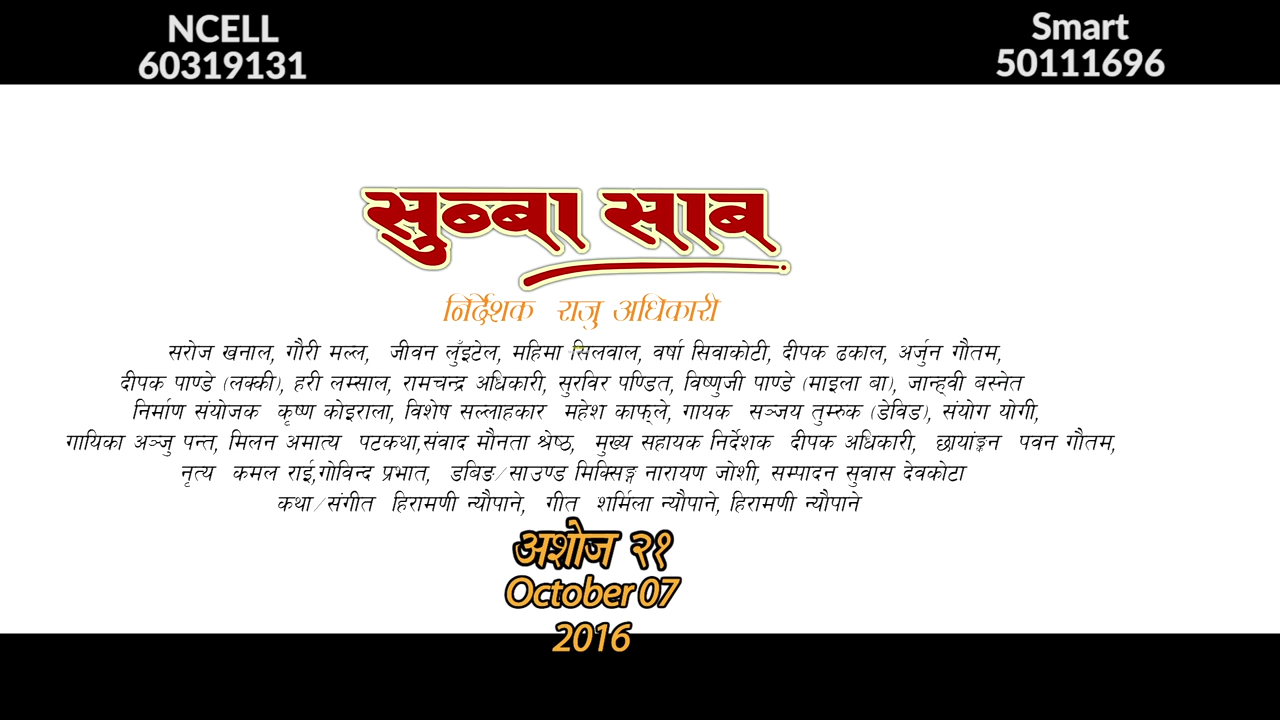 NCELL
60319131
Smart
50111696
सुब्बा साब
निर्देशक राजु अधिकारी
सरोज खनाल, गौरी मल्ल, जीवन लुँइटेल, महिमा सिलवाल, वर्षा सिवाकोटी, दीपक ढकाल, अर्जुन गौतम,
दीपक पाण्डे (लक्की), हरी लम्साल, रामचन्द्र अधिकारी, सुरविर पण्डित, विष्णुजी पाण्डे (माइला बा), जान्ह्वी बस्नेत
निर्माण संयोजक कृष्ण कोइराला, विशेष सल्लाहकार महेश काफ्ले, गायक सञ्जय तुम्रुक (डेविड), संयोग योगी,
गायिका अञ्जु पन्त, मिलन अमात्य पटकथा,संवाद मौनता श्रेष्ठ, मुख्य सहायक निर्देशक दीपक अधिकारी, छायांङ्कन पवन गौतम,
नृत्य कमल राई,गोविन्द प्रभात, डबिङ/साउण्ड मिक्सिङ्ग नारायण जोशी, सम्पादन सुवास देवकोटा
कथा/संगीत हिरामणी न्यौपाने, गीत शर्मिला न्यौपाने, हिरामणी न्यौपाने
अशोज २१
October 07
2016